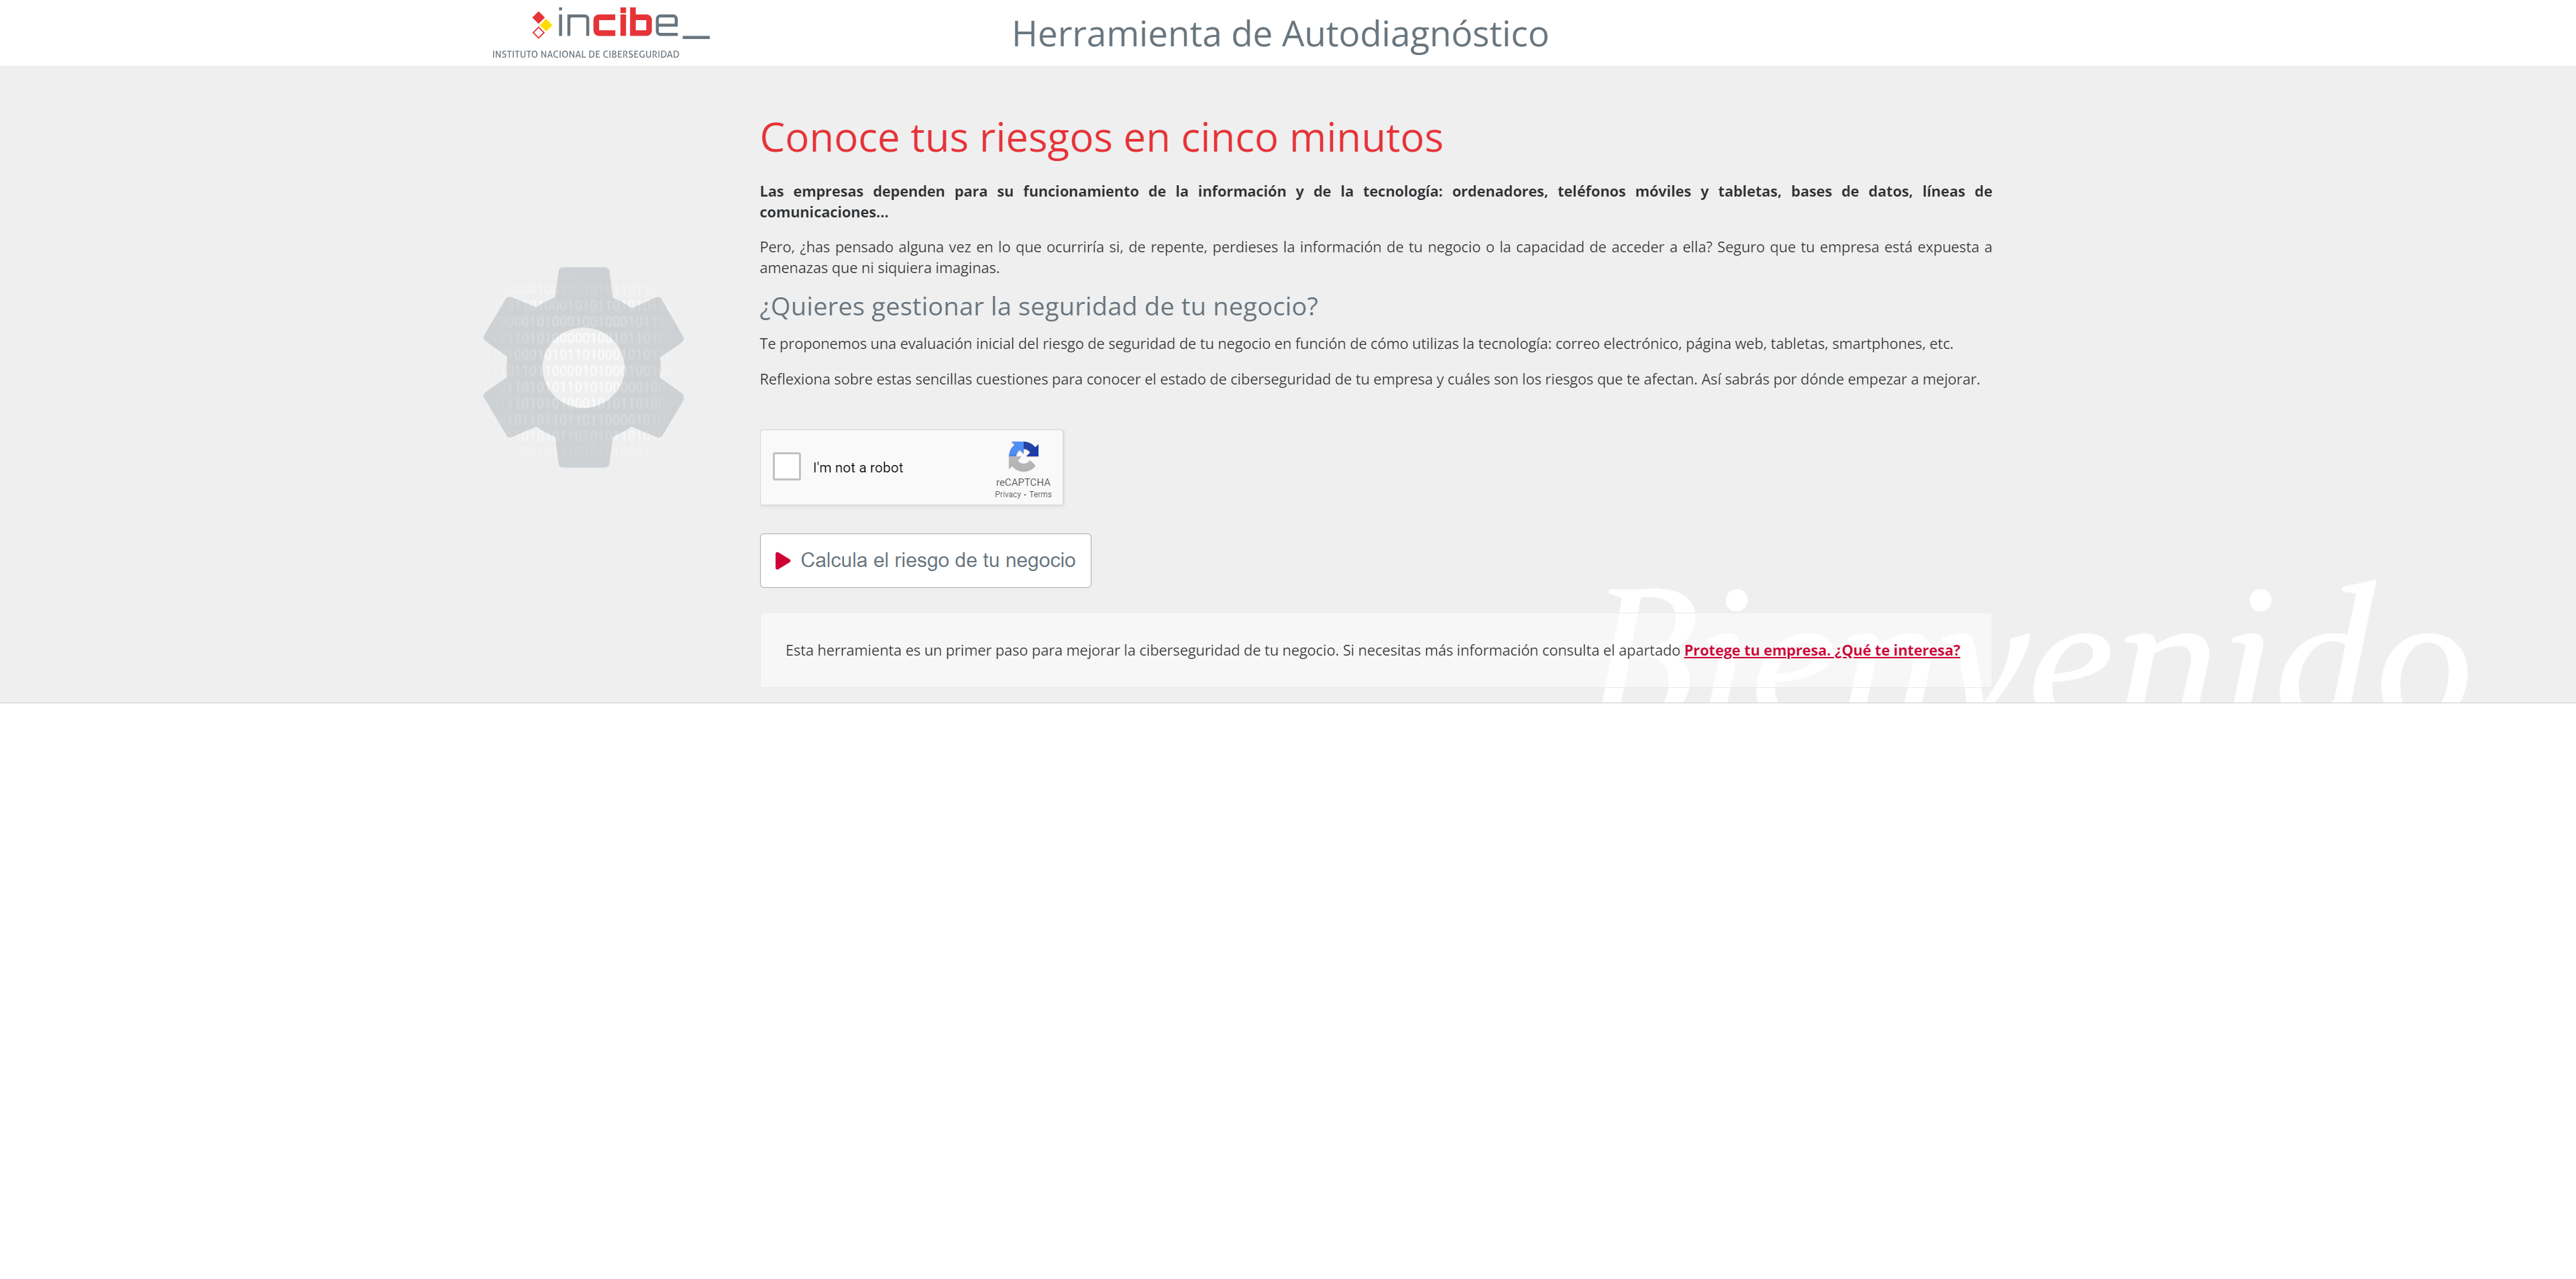 incibe_
INSTITUTO NACIONAL DE CIBERSEGURIDAD
Herramienta de Autodiagnóstico
Conoce tus riesgos en cinco minutos
Las empresas dependen para su funcionamiento de la información y de la tecnología: ordenadores, teléfonos móviles y tabletas, bases de datos, líneas de
comunicaciones...
Pero, ¿has pensado alguna vez en lo que ocurriría si, de repente, perdieses la información de tu negocio o la capacidad de acceder a ella? Seguro que tu empresa está expuesta a
amenazas que ni siquiera imaginas.
¿Quieres gestionar la seguridad de tu negocio?
Te proponemos una evaluación inicial del riesgo de seguridad de tu negocio en función de cómo utilizas la tecnología: correo electrónico, página web, tabletas, smartphones, etc.
Reflexiona sobre estas sencillas cuestiones para conocer el estado de ciberseguridad de tu empresa y cuáles son los riesgos que te afectan. Así sabrás por dónde empezar a mejorar.
I'm not a robot
reCAPTCHA
Privacy - Terms
Calcula el riesgo de tu negocio
Bienvenido
Esta herramienta es un primer paso para mejorar la ciberseguridad de tu negocio. Si necesitas más información consulta el apartado Protege tu empresa. ¿Qué te interesa?